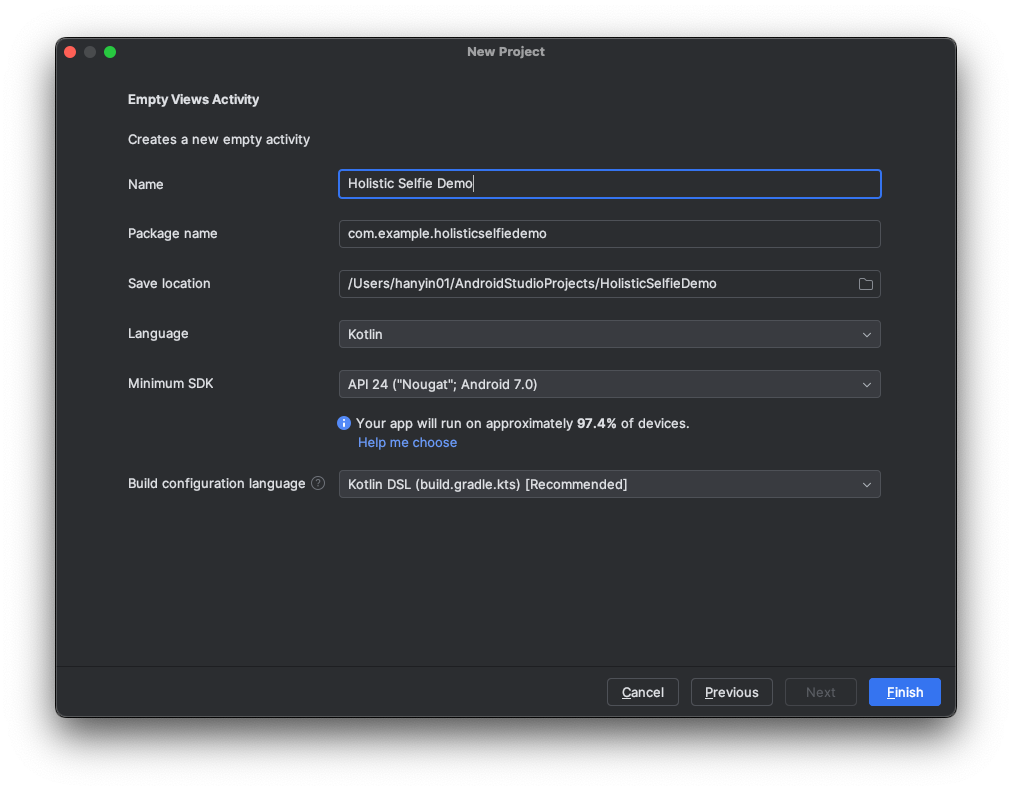 New Project
Empty Views Activity
Creates a new empty activity
Name
Holistic Selfie Demo
Package name
com.example.holisticselfiedemo
Save location
/Users/hanyin01/AndroidStudioProjects/HolisticSelfieDemo
Language
Kotlin
Minimum SDK
API 24 ("Nougat"; Android 7.0)
Your app will run on approximately 97.4% of devices.
Help me choose
Build configuration language ?
Kotlin DSL (build.gradle.kts) [Recommended]
Cancel Previous Next Finish